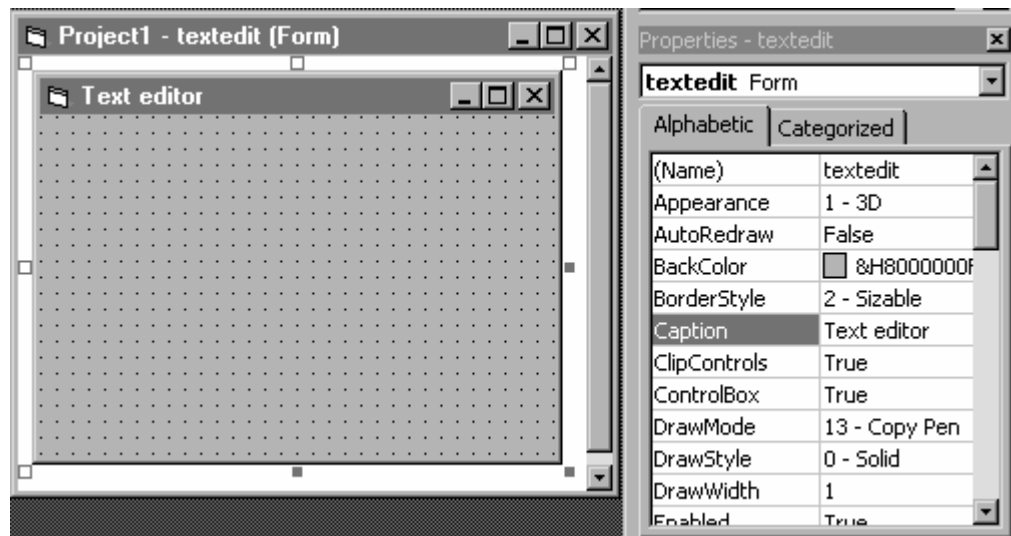 Project1 - textedit (Form)
Text editor
Properties - textedit
textedit Form
Alphabetic Categorized
(Name) textedit
Appearance 1 - 3D
AutoRedraw False
BackColor &H8000000F
BorderStyle 2 - Sizable
Caption Text editor
ClipControls True
ControlBox True
DrawMode 13 - Copy Pen
DrawStyle 0 - Solid
DrawWidth 1
Enabled True